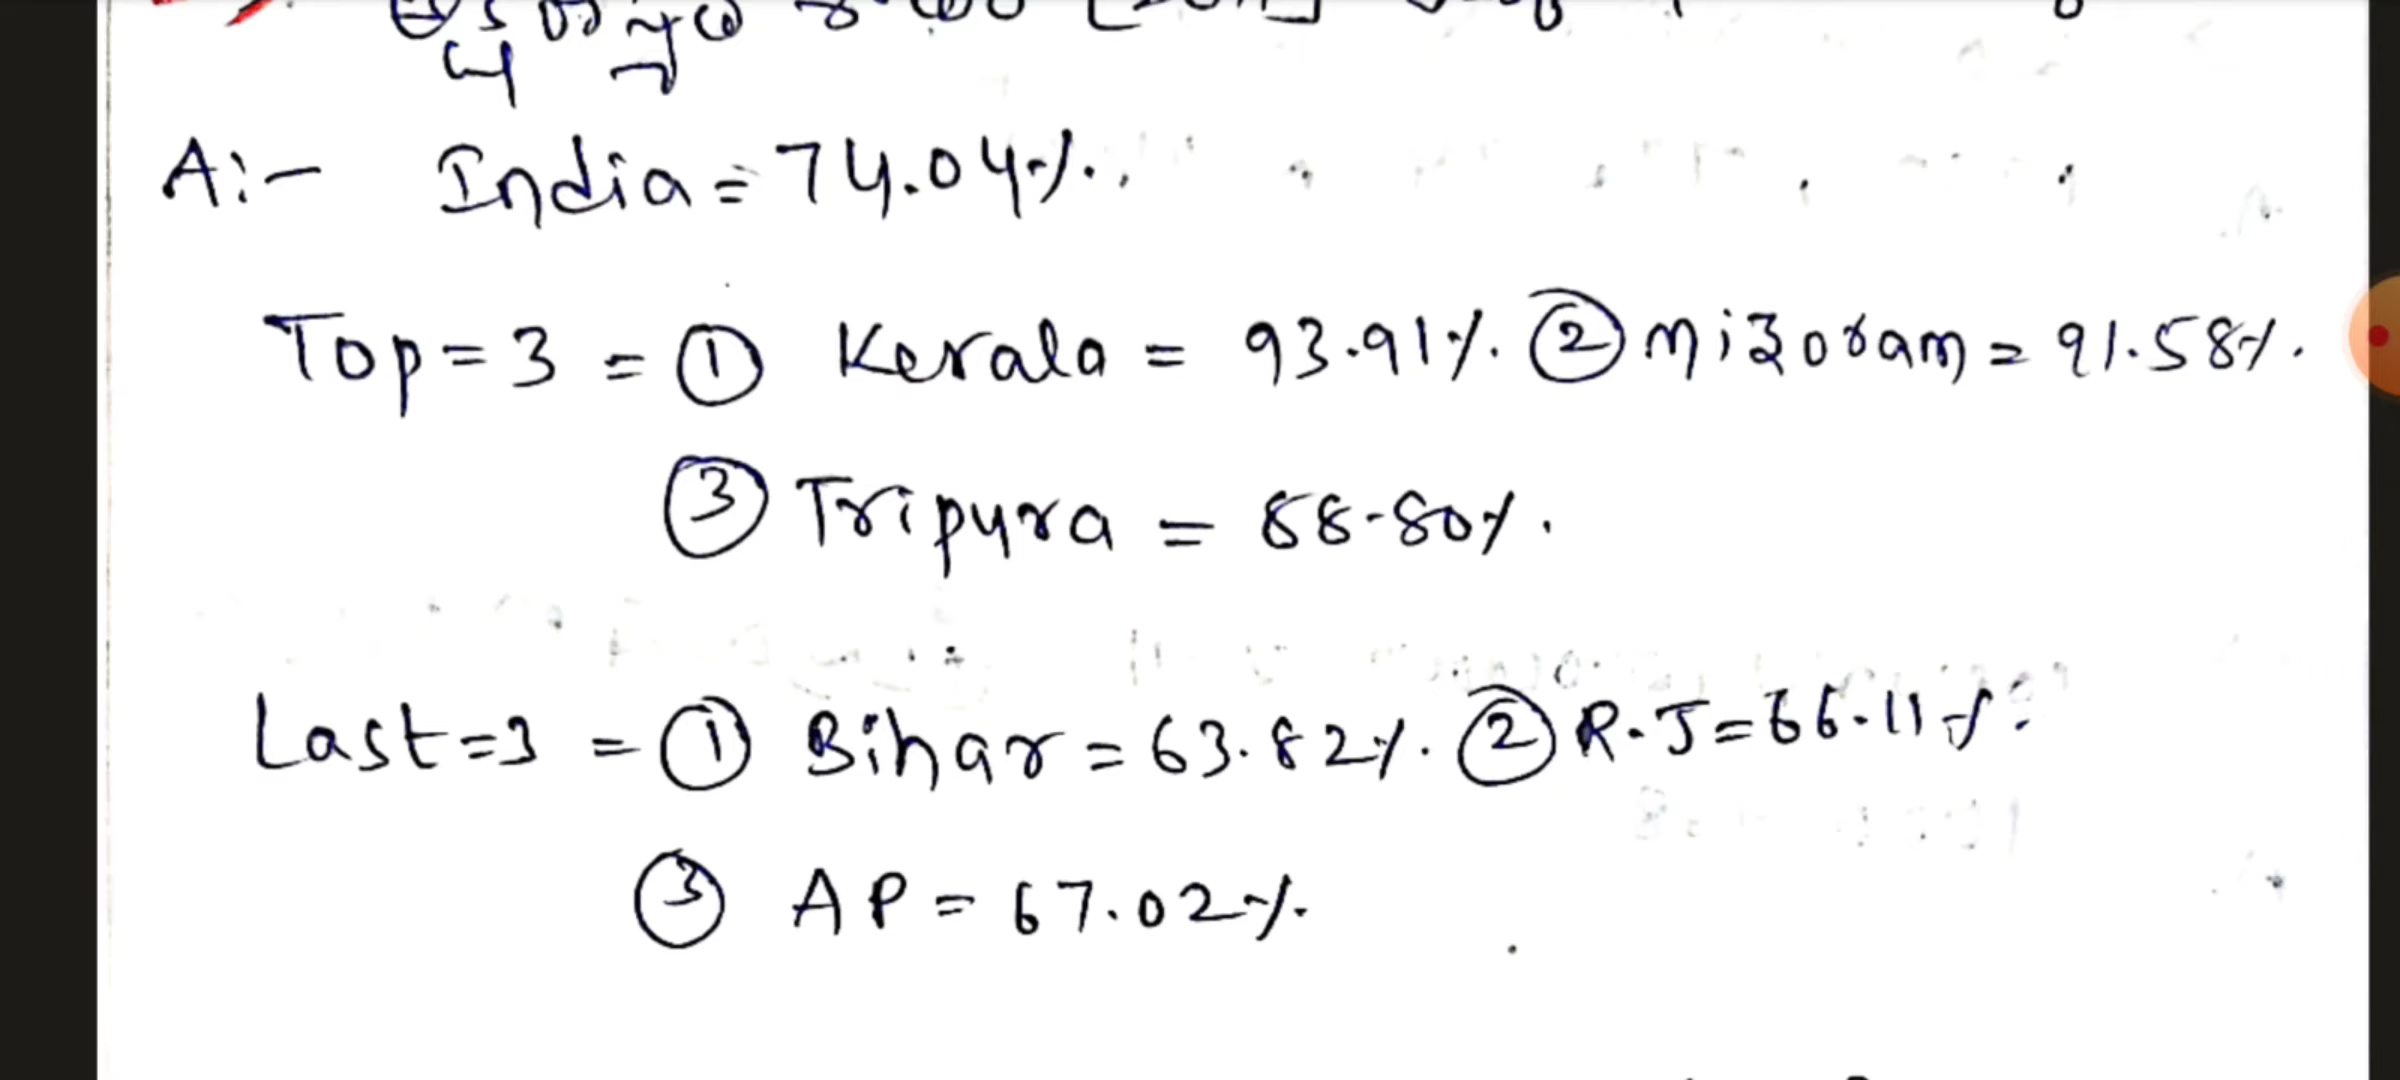 A:- India = 74.04%.
Top = 3 = ① Kerala = 93.91%. ② Mizoram = 91.58%.
③ Tripura = 88.80%.
Last = 3 = ① Bihar = 63.82%. ② R.J = 66.11%.
③ AP = 67.02%.